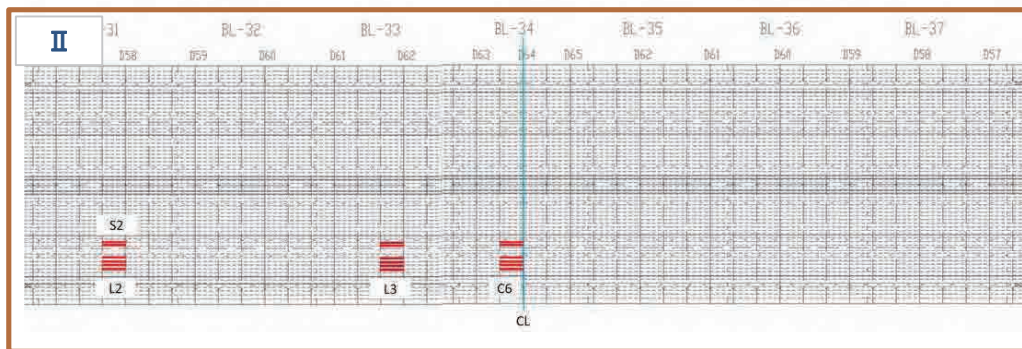 II
31 BL-32 BL-33 BL-34 BL-35 BL-36 BL-37
D58 D59 D60 D61 D62 D63 D64 D65 D62 D61 D60 D59 D58 D57
S2
L2 L3 C6
CL